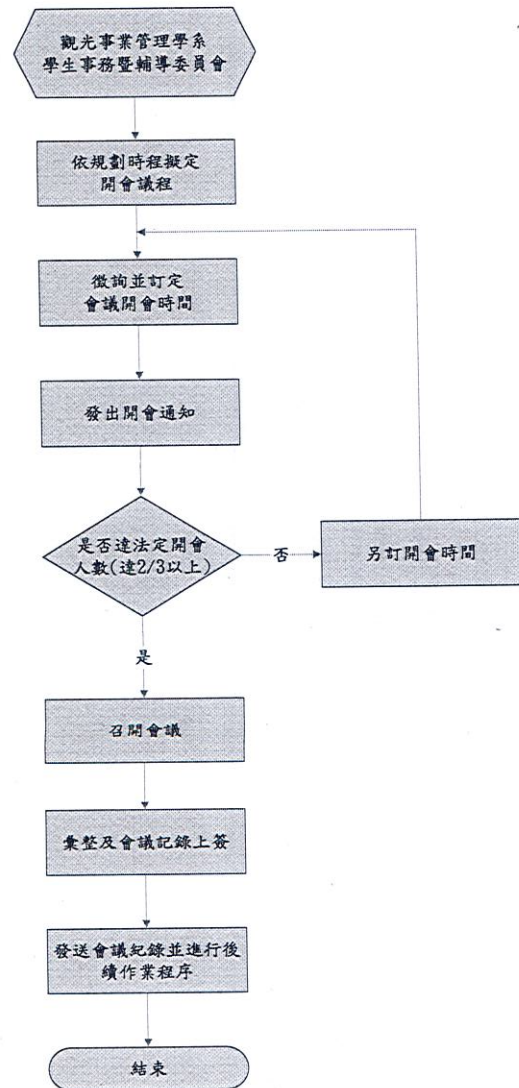 觀光事業管理學系
學生事務暨輔導委員會
依規劃時程擬定
開會議程
徵詢並訂定
會議開會時間
發出開會通知
是否達法定開會
人數(達2/3以上)
否
另訂開會時間
是
召開會議
彙整及會議記錄上簽
發送會議紀錄並進行後
續作業程序
結束